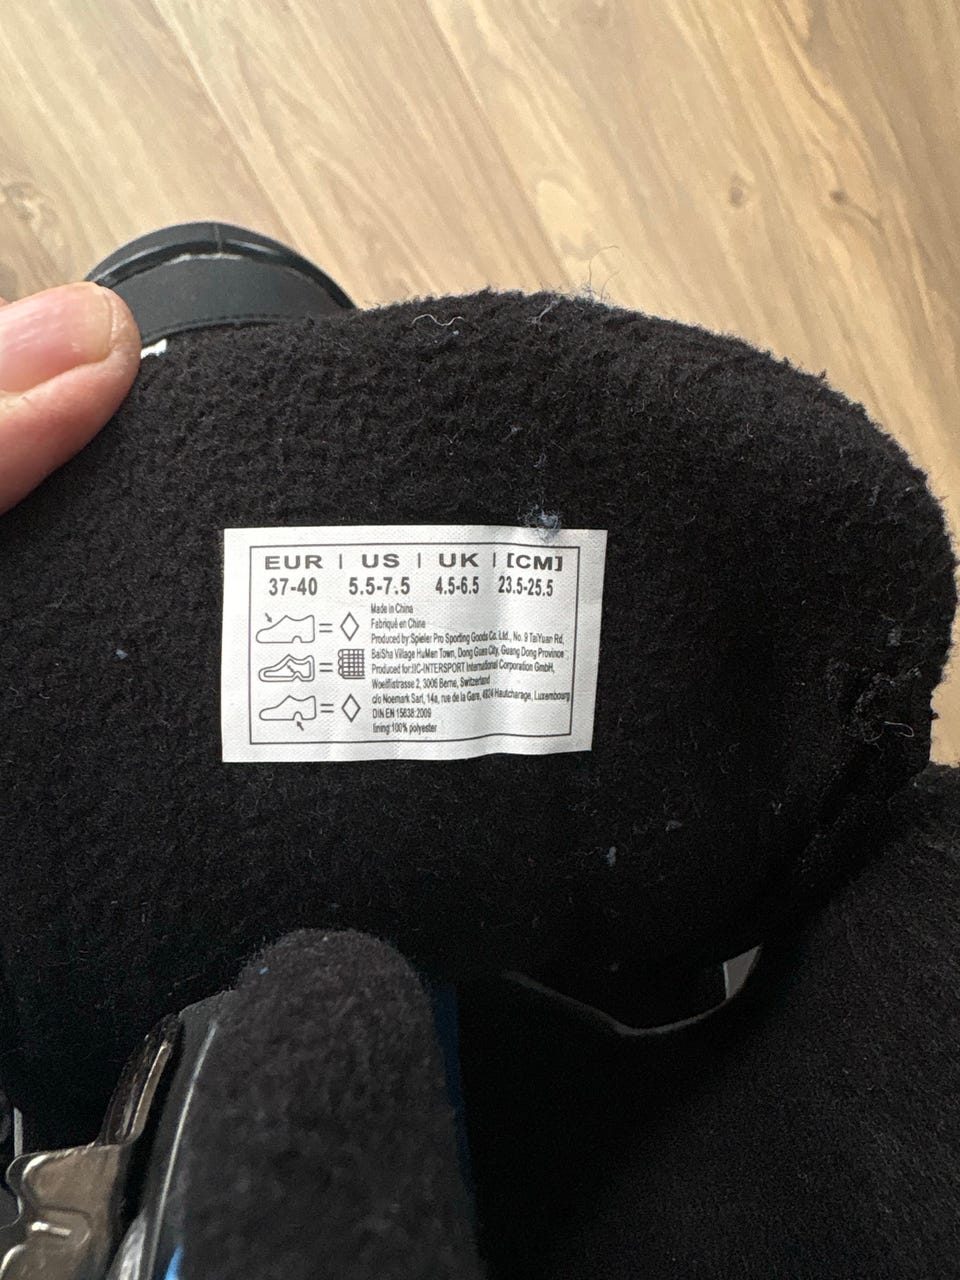 EUR | US | UK | [CM]
37-40 5.5-7.5 4.5-6.5 23.5-25.5
Made in China
Fabriqué en Chine
Produced by:Spieler Pro Sporting Goods Co. Ltd., No. 9 TaiYuan Rd,
BaiSha Village HuMen Town, Dong Guan City, Guang Dong Province
Produced for:IIC-INTERSPORT International Corporation GmbH,
Woelflistrasse 2, 3006 Berne, Switzerland
c/o Noemark Sarl, 14a, rue de la Gare, 4924 Hautcharage, Luxembourg
DIN EN 15638:2009
lining:100% polyester